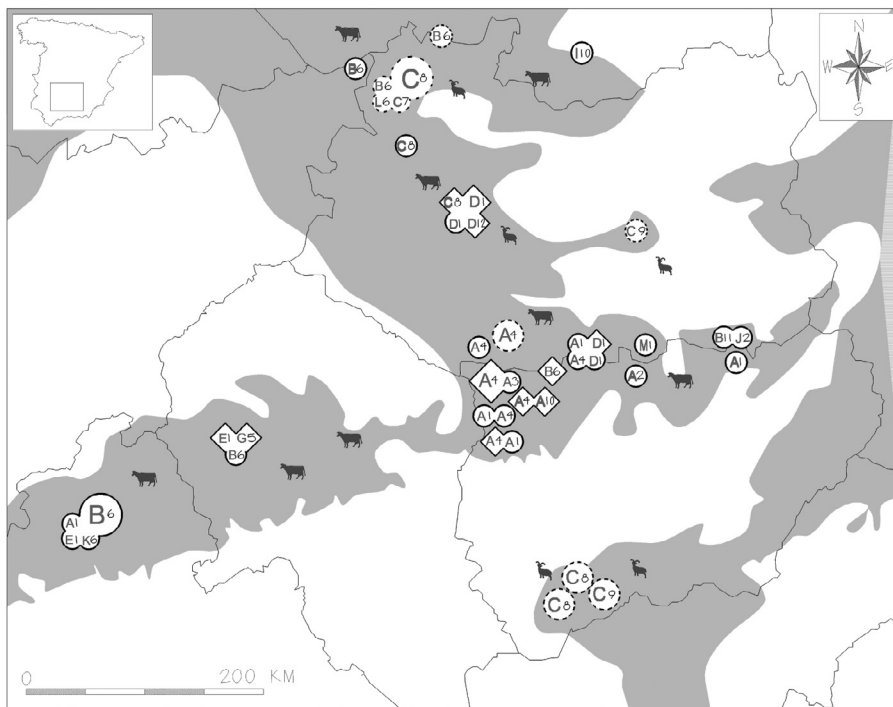 N
W E
S
B6
B6
I10
C8
B6
L6 C7
C8
C8 D1
D1 D12
C9
A4
A4
A1 D1
A4 D1
M1
B11 J2
A1
B6
A4 A3
A2
A4 A10
A1 A4
A4 A1
E1 G5
B6
B6
A1
E1 K6
C8
C9
C8
0 200 KM